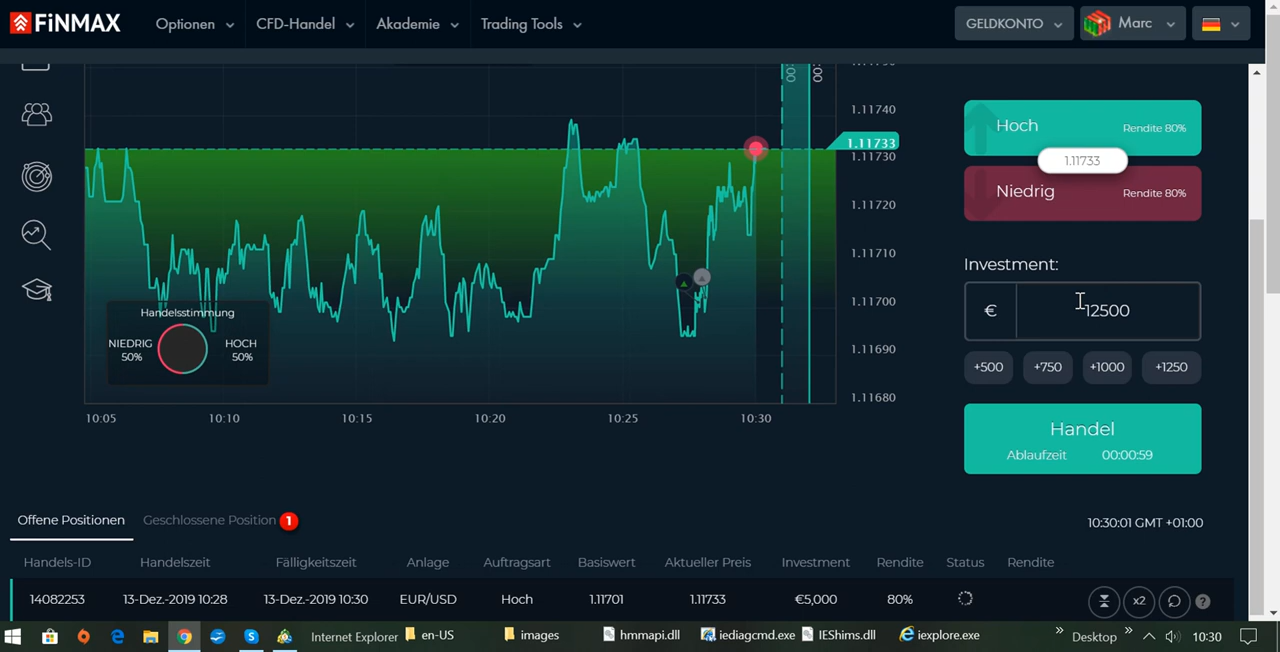 FiNMAX Optionen CFD-Handel Akademie Trading Tools GELDKONTO Marc
1.11740
1.11733
1.11730
1.11720
1.11710
1.11700
1.11690
1.11680
Handelsstimmung
NIEDRIG HOCH
50% 50%
10:05 10:10 10:15 10:20 10:25 10:30
Hoch Rendite 80%
1.11733
Niedrig Rendite 80%
Investment:
€ 12500
+500 +750 +1000 +1250
Handel
Ablaufzeit 00:00:59
Offene Positionen Geschlossene Position 1 10:30:01 GMT +01:00
Handels-ID Handelszeit Fälligkeitszeit Anlage Auftragsart Basiswert Aktueller Preis Investment Rendite Status Rendite
14082253 13-Dez.-2019 10:28 13-Dez.-2019 10:30 EUR/USD Hoch 1.11701 1.11733 €5,000 80% x2 ?
Internet Explorer en-US images hmmapi.dll iediagcmd.exe IEShims.dll iexplore.exe » Desktop » 10:30